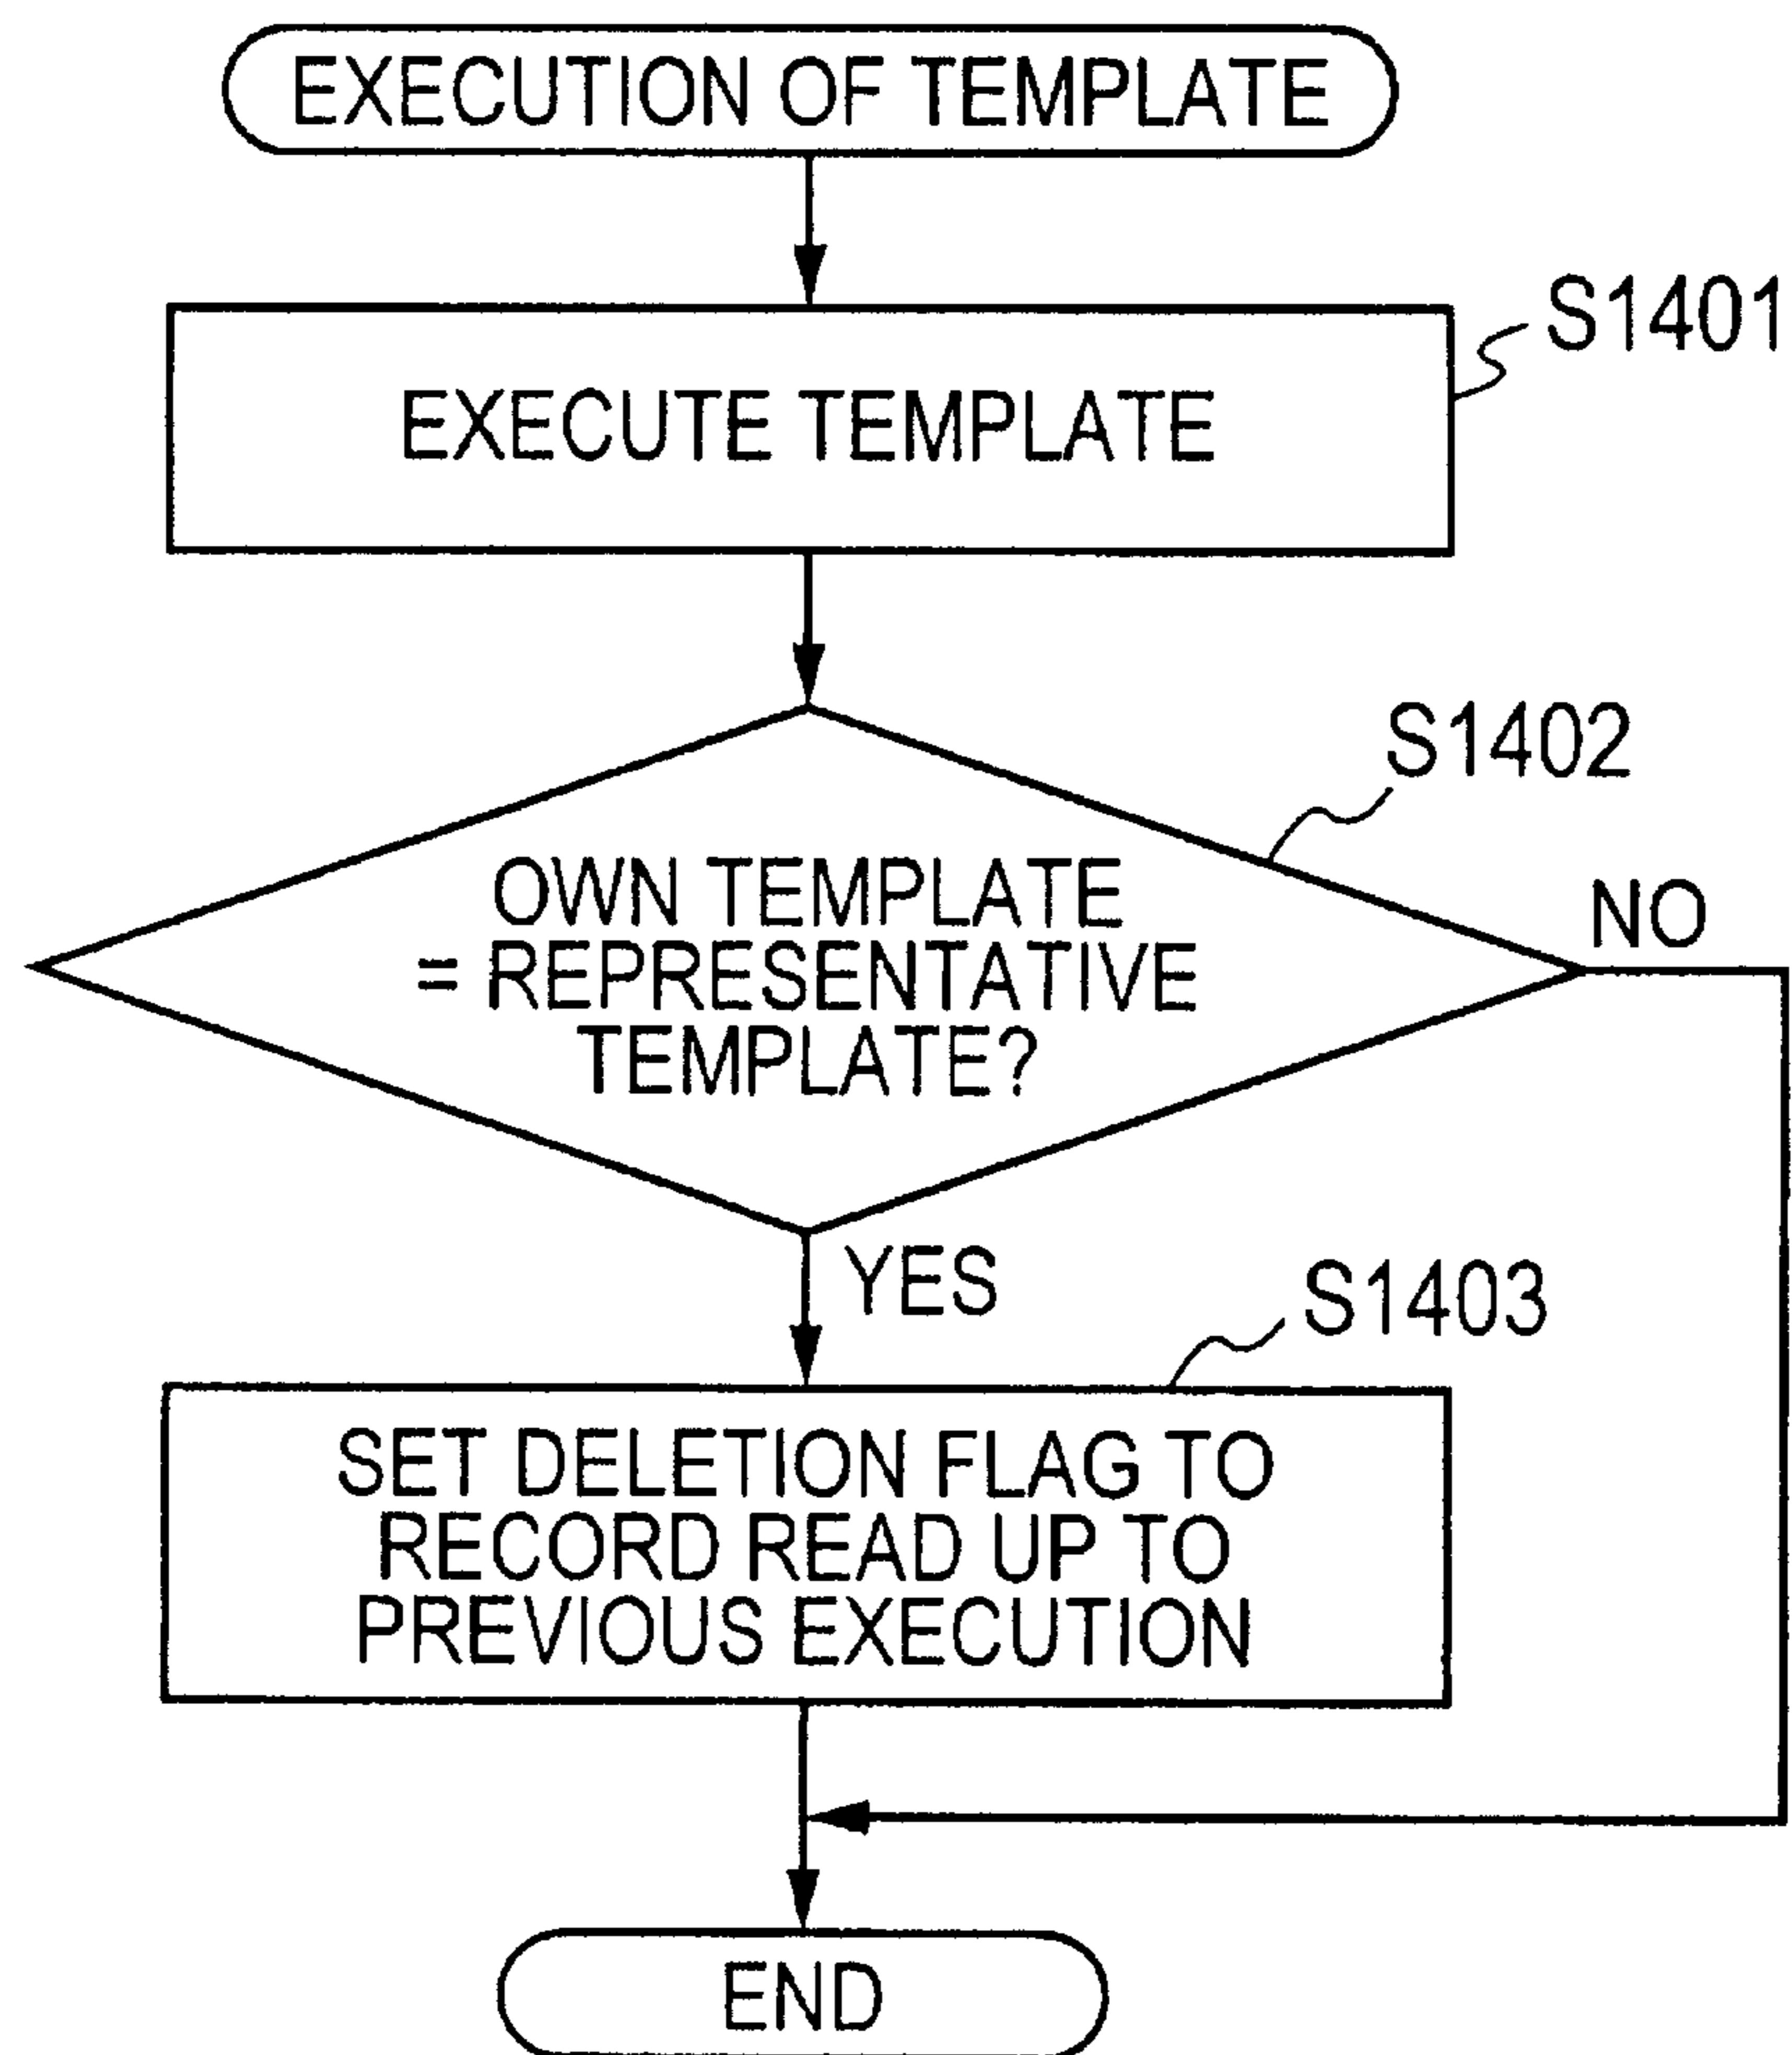 EXECUTION OF TEMPLATE
S1401
EXECUTE TEMPLATE
S1402
OWN TEMPLATE
= REPRESENTATIVE
TEMPLATE?
NO
YES
S1403
SET DELETION FLAG TO
RECORD READ UP TO
PREVIOUS EXECUTION
END